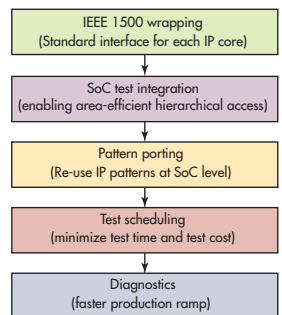 IEEE 1500 wrapping
(Standard interface for each IP core)
SoC test integration
(enabling area-efficient hierarchical access)
Pattern porting
(Re-use IP patterns at SoC level)
Test scheduling
(minimize test time and test cost)
Diagnostics
(faster production ramp)